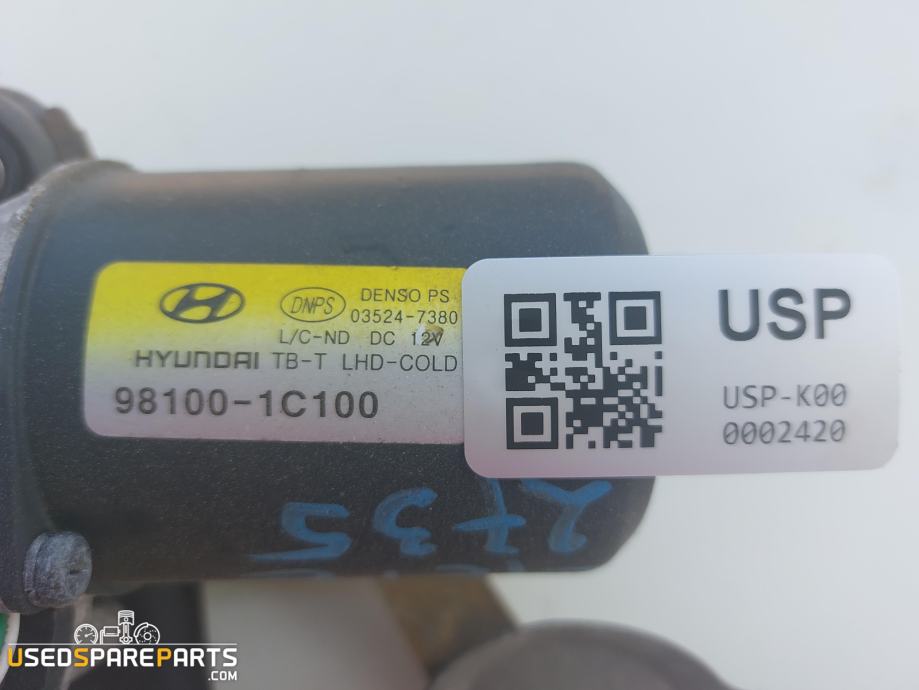 DNPS
DENSO PS
03524-7380
L/C-ND DC 12V
HYUNDAI TB-T LHD-COLD
98100-1C100
USP
USP-K00
0002420
2735
USEDSPAREPARTS
.COM